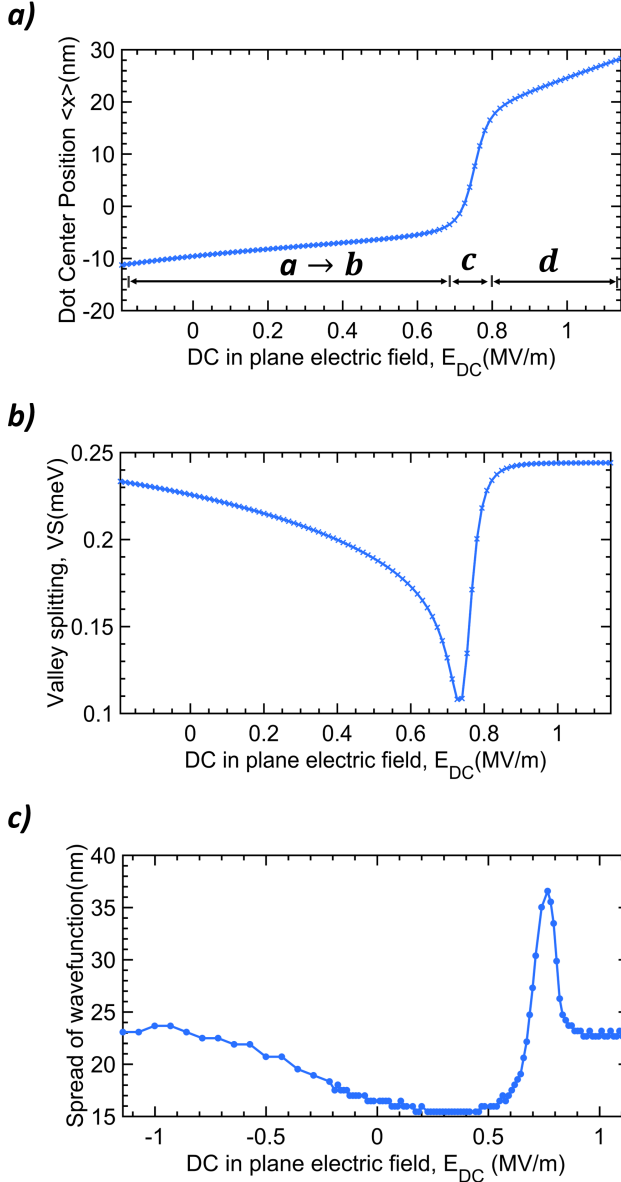 a)
Dot Center Position <x>(nm)
30
20
10
0
-10
-20
a → b
c
d
0
0.2
0.4
0.6
0.8
1
DC in plane electric field, E_DC(MV/m)
b)
Valley splitting, VS(meV)
0.25
0.2
0.15
0.1
0
0.2
0.4
0.6
0.8
1
DC in plane electric field, E_DC(MV/m)
c)
Spread of wavefunction(nm)
40
35
30
25
20
15
-1
-0.5
0
0.5
1
DC in plane electric field, E_DC (MV/m)